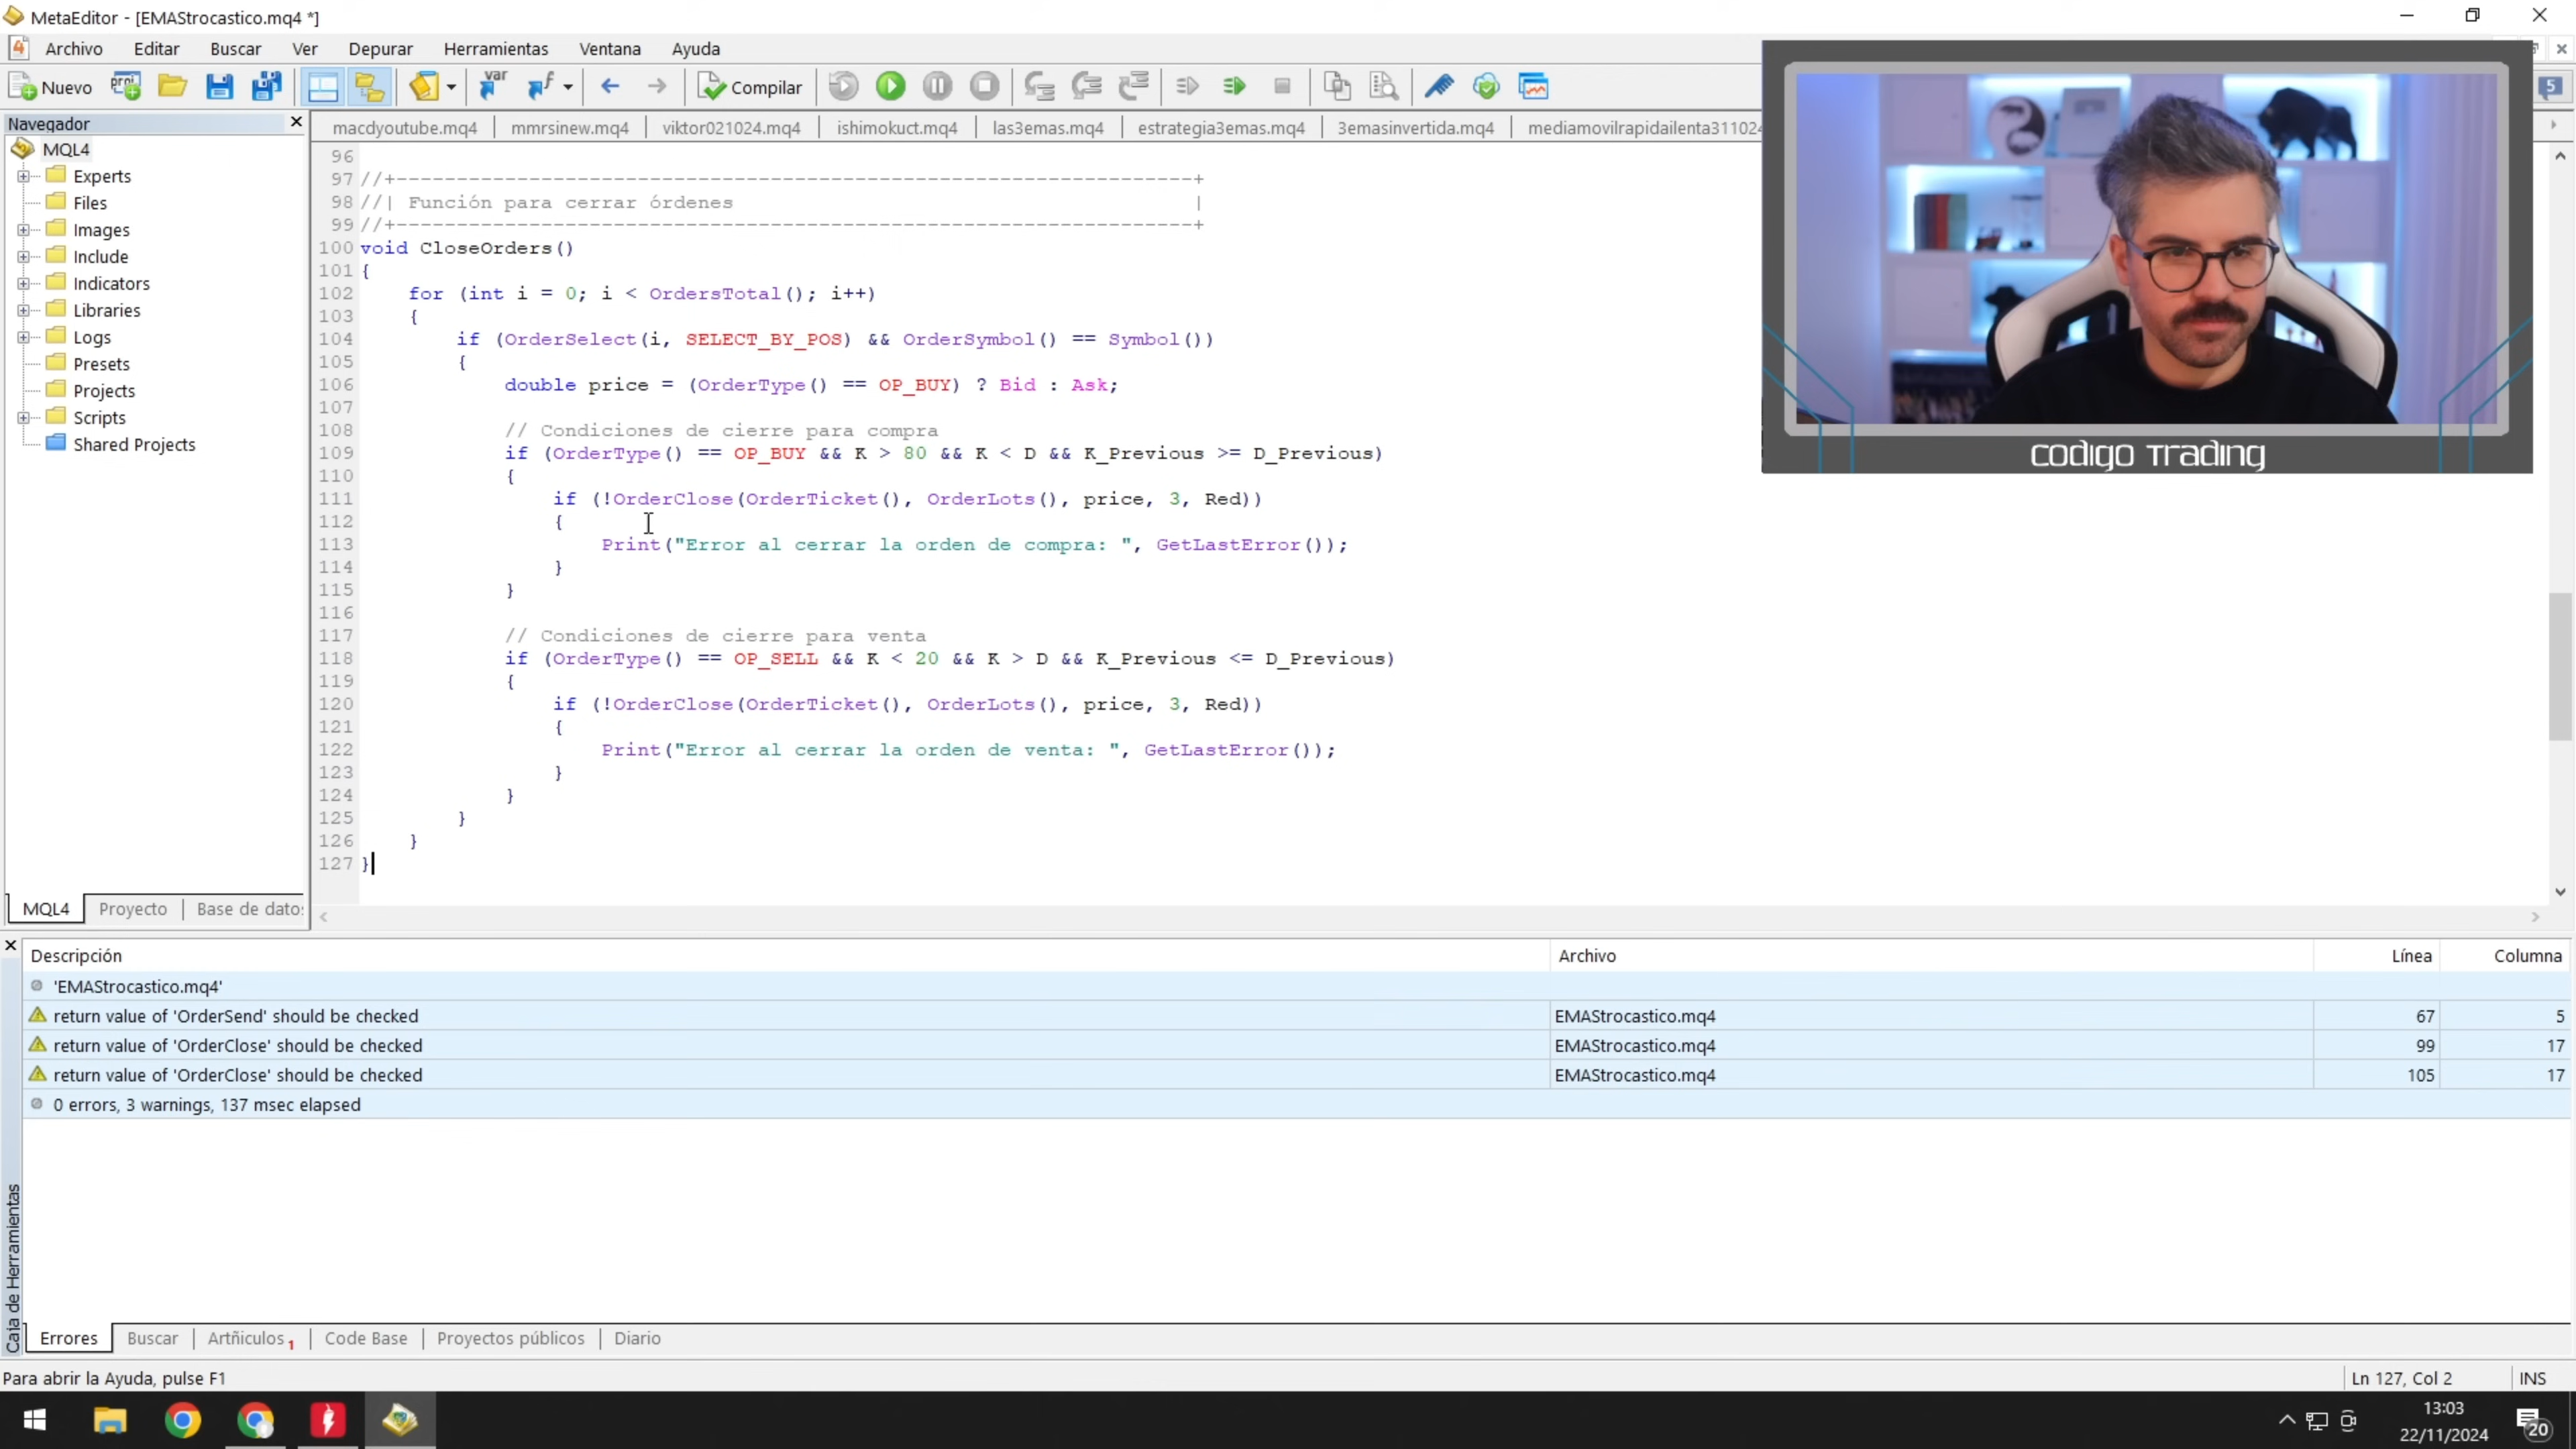 MetaEditor - [EMAStrocastico.mq4 *]
Archivo Editar Buscar Ver Depurar Herramientas Ventana Ayuda
Nuevo Compilar 5
Navegador
macdyoutube.mq4 mmrsinew.mq4 viktor021024.mq4 ishimokuct.mq4 las3emas.mq4 estrategia3emas.mq4 3emasinvertida.mq4 mediamovilrapidailenta311024
MQL4
Experts
Files
Images
Include
Indicators
Libraries
Logs
Presets
Projects
Scripts
Shared Projects
MQL4 Proyecto Base de dato
96
97 //+------------------------------------------------------------------+
98 //| Función para cerrar órdenes |
99 //+------------------------------------------------------------------+
100 void CloseOrders()
101 {
102 for (int i = 0; i < OrdersTotal(); i++)
103 {
104 if (OrderSelect(i, SELECT_BY_POS) && OrderSymbol() == Symbol())
105 {
106 double price = (OrderType() == OP_BUY) ? Bid : Ask;
107
108 // Condiciones de cierre para compra
109 if (OrderType() == OP_BUY && K > 80 && K < D && K_Previous >= D_Previous)
110 {
111 if (!OrderClose(OrderTicket(), OrderLots(), price, 3, Red))
112 {
113 Print("Error al cerrar la orden de compra: ", GetLastError());
114 }
115 }
116
117 // Condiciones de cierre para venta
118 if (OrderType() == OP_SELL && K < 20 && K > D && K_Previous <= D_Previous)
119 {
120 if (!OrderClose(OrderTicket(), OrderLots(), price, 3, Red))
121 {
122 Print("Error al cerrar la orden de venta: ", GetLastError());
123 }
124 }
125 }
126 }
127 }
CODIGO TRADING
Descripción Archivo Línea Columna
'EMAStrocastico.mq4'
return value of 'OrderSend' should be checked EMAStrocastico.mq4 67 5
return value of 'OrderClose' should be checked EMAStrocastico.mq4 99 17
return value of 'OrderClose' should be checked EMAStrocastico.mq4 105 17
0 errors, 3 warnings, 137 msec elapsed
Caja de Herramientas
Errores Buscar Artñiculos 1 Code Base Proyectos públicos Diario
Para abrir la Ayuda, pulse F1 Ln 127, Col 2 INS
13:03
22/11/2024
20